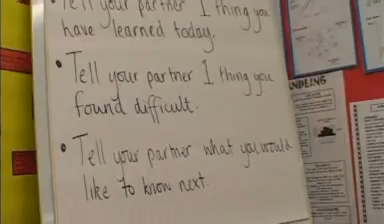 Tell your partner 1 thing you
have learned today.
• Tell your partner 1 thing you
found difficult.
• Tell your partner what you would
like to know next.